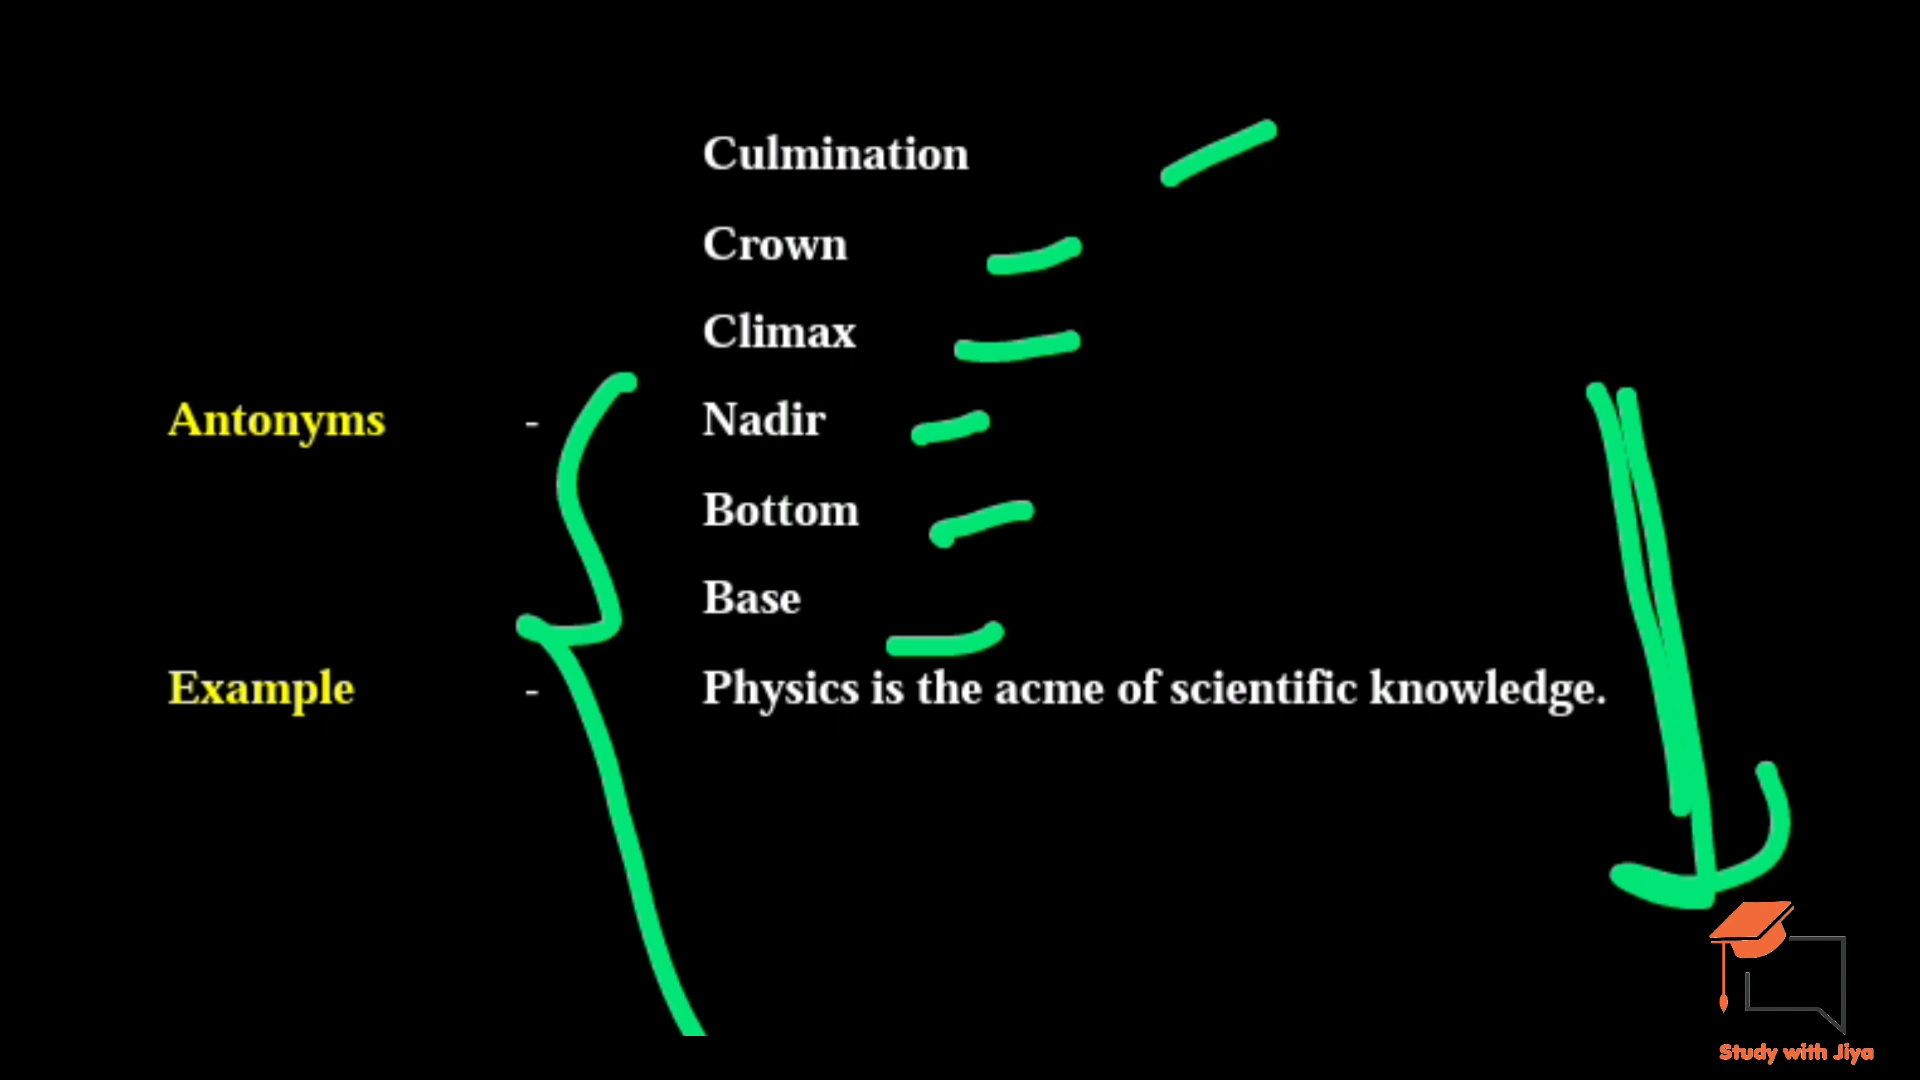 Culmination
Crown
Climax
Antonyms - Nadir
Bottom
Base
Example - Physics is the acme of scientific knowledge.
Study with Jiya